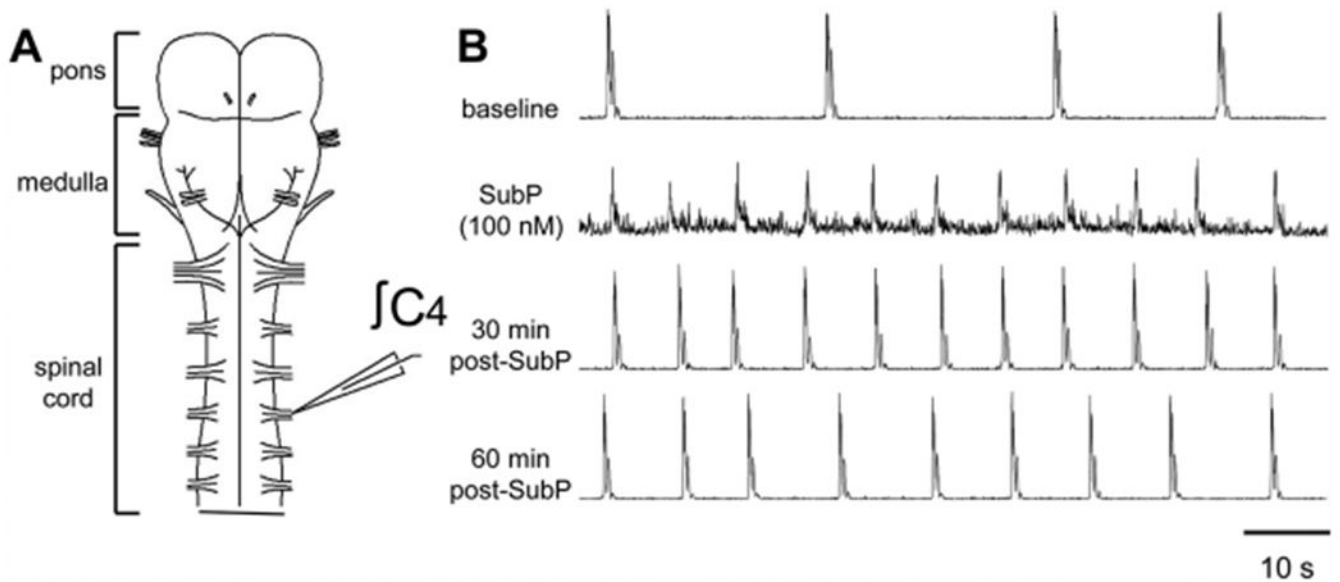 A
pons
medulla
spinal
cord
∫C4
B
baseline
SubP
(100 nM)
30 min
post-SubP
60 min
post-SubP
10 s